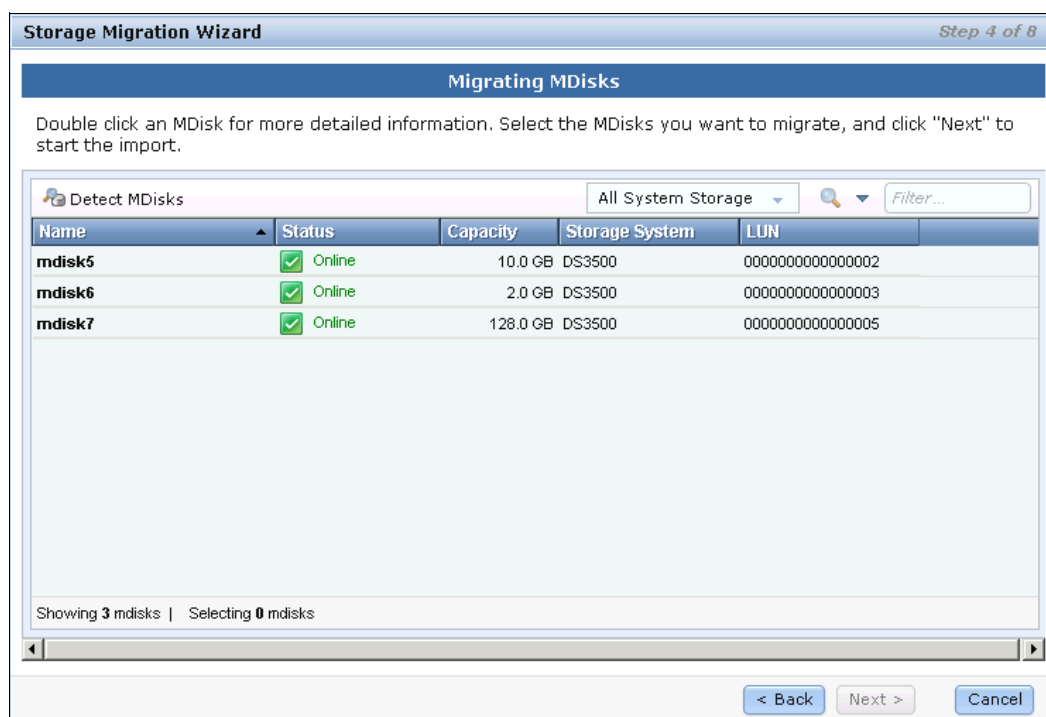 Storage Migration Wizard Step 4 of 8
Migrating MDisks
Double click an MDisk for more detailed information. Select the MDisks you want to migrate, and click "Next" to
start the import.
Detect MDisks All System Storage Filter...
Name Status Capacity Storage System LUN
mdisk5 Online 10.0 GB DS3500 0000000000000002
mdisk6 Online 2.0 GB DS3500 0000000000000003
mdisk7 Online 128.0 GB DS3500 0000000000000005
Showing 3 mdisks | Selecting 0 mdisks
< Back Next > Cancel